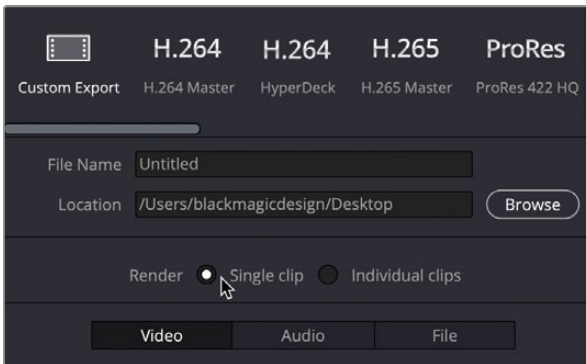 H.264 H.264 H.265 ProRes
Custom Export H.264 Master HyperDeck H.265 Master ProRes 422 HQ
File Name Untitled
Location /Users/blackmagicdesign/Desktop Browse
Render Single clip Individual clips
Video Audio File